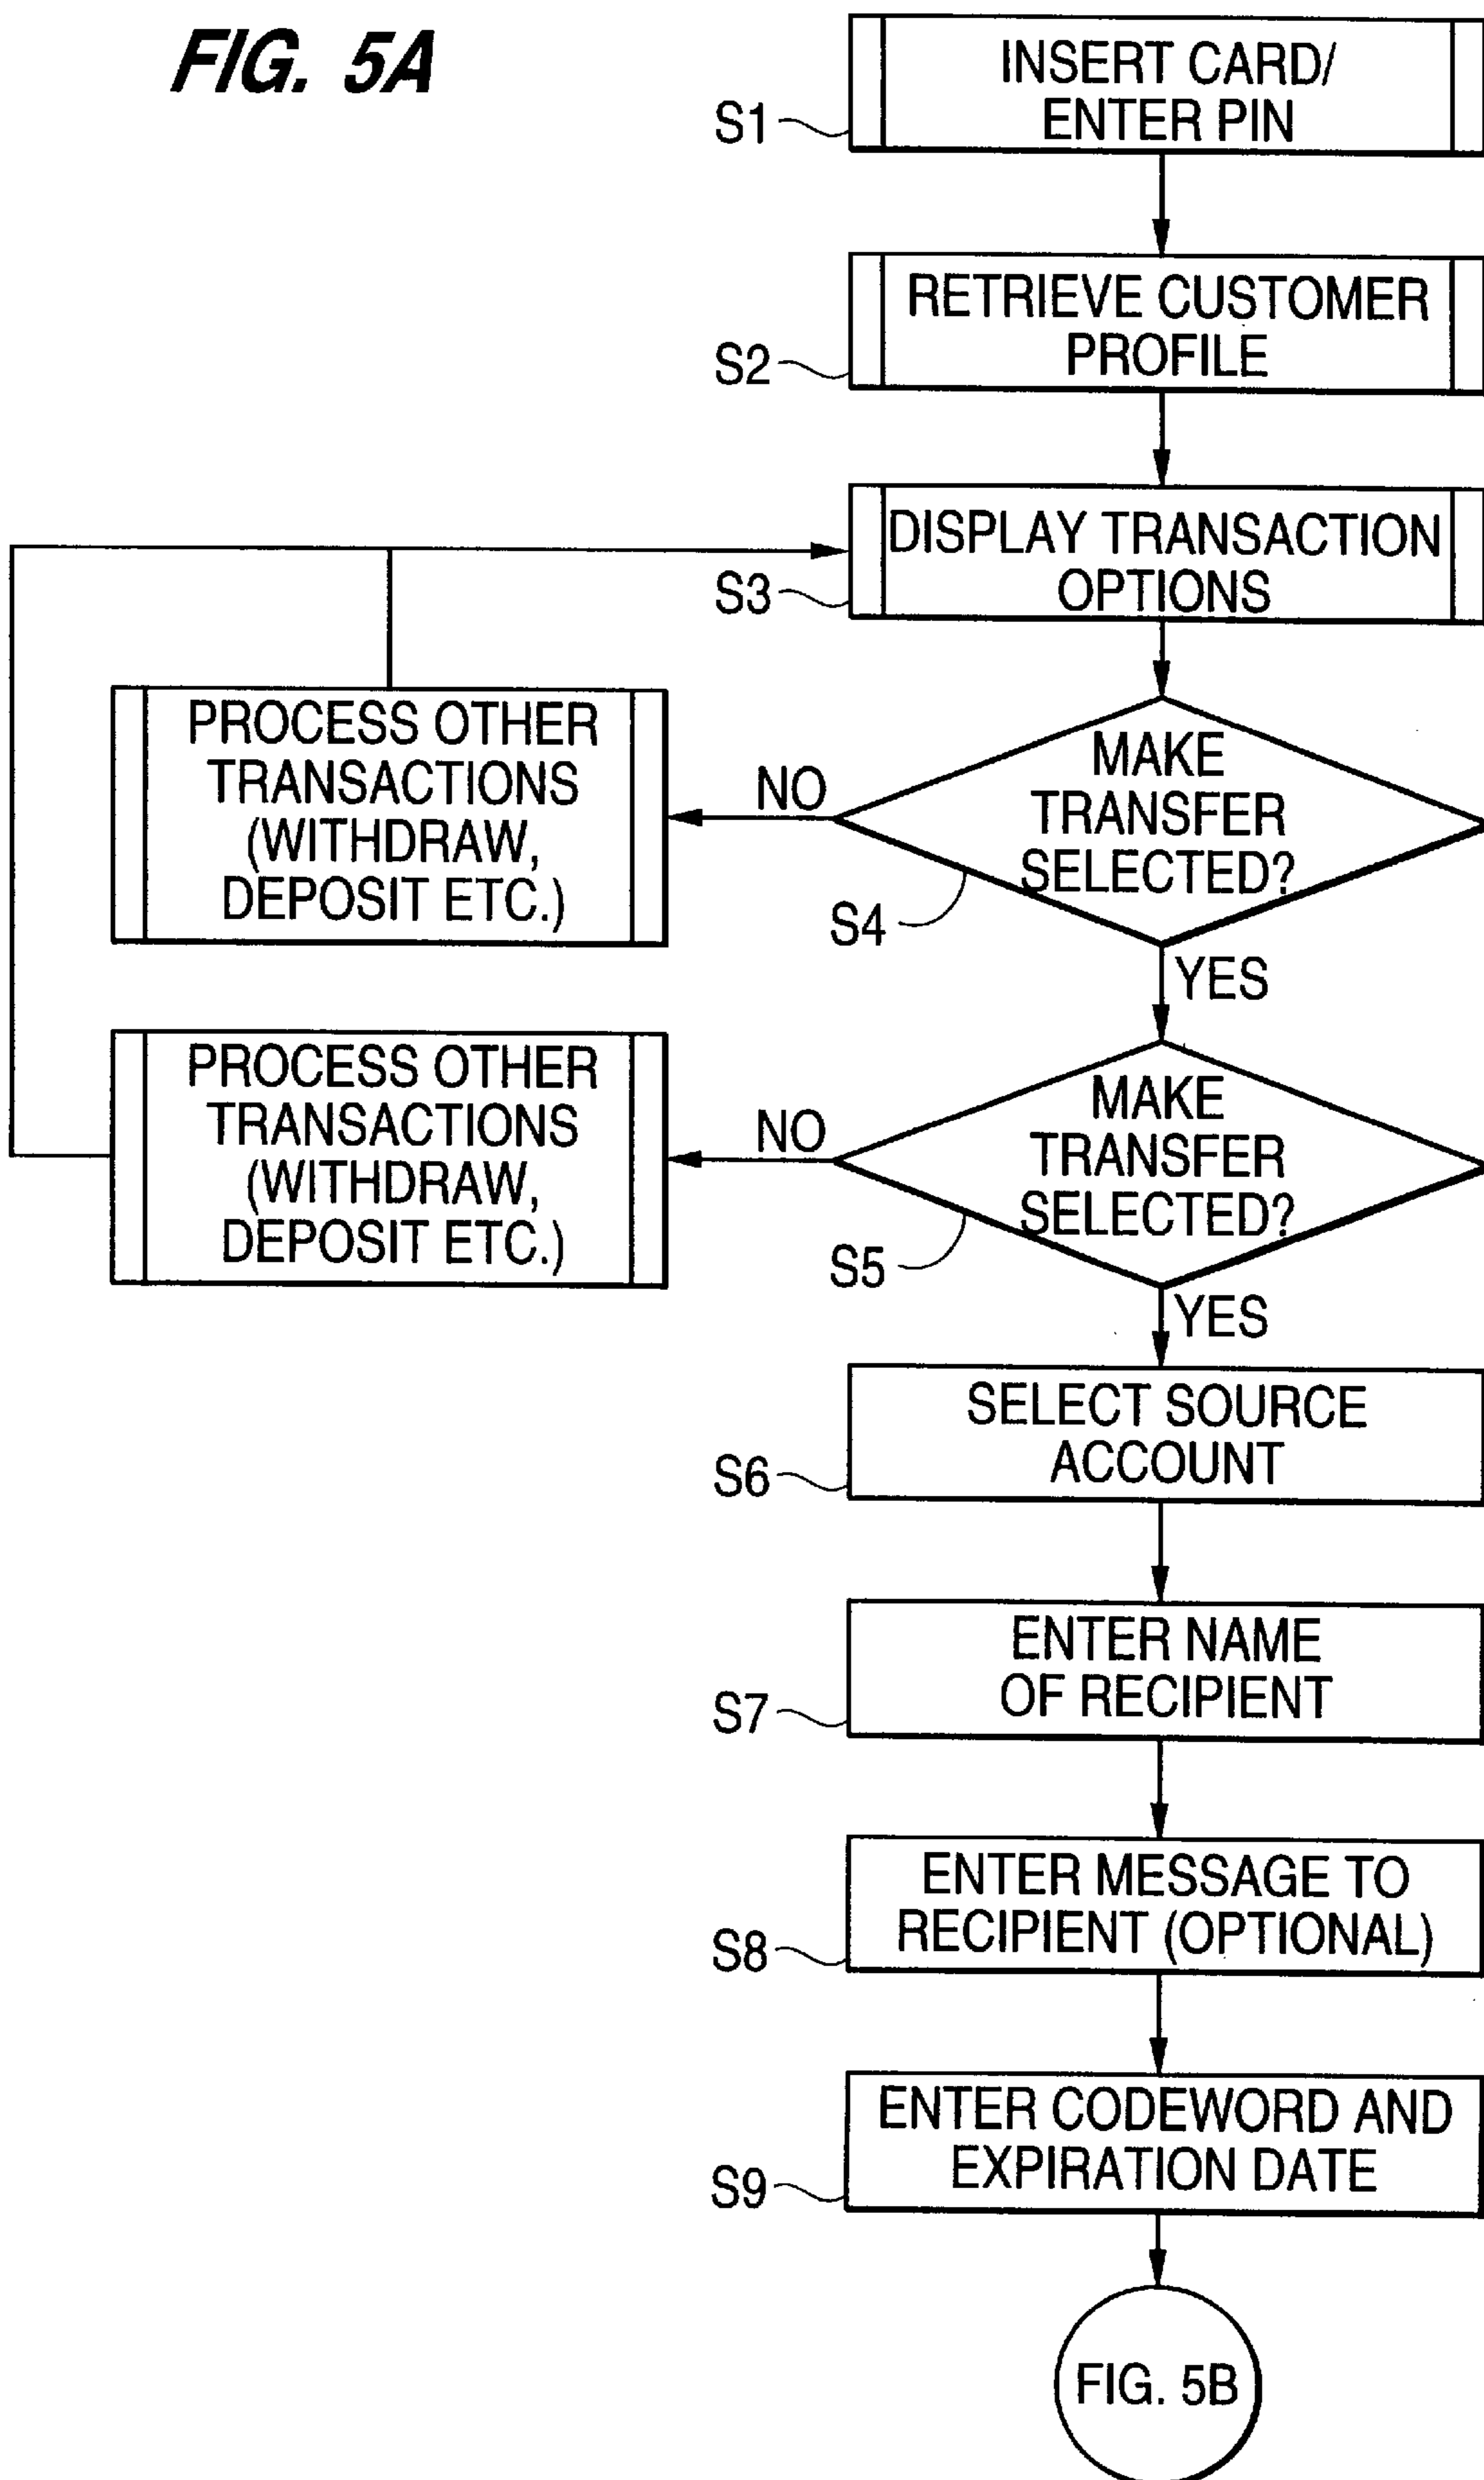 FIG. 5A
INSERT CARD/
ENTER PIN
S1
RETRIEVE CUSTOMER
PROFILE
S2
DISPLAY TRANSACTION
OPTIONS
S3
MAKE
TRANSFER
SELECTED?
S4
NO
PROCESS OTHER
TRANSACTIONS
(WITHDRAW,
DEPOSIT ETC.)
YES
MAKE
TRANSFER
SELECTED?
S5
NO
PROCESS OTHER
TRANSACTIONS
(WITHDRAW,
DEPOSIT ETC.)
YES
SELECT SOURCE
ACCOUNT
S6
ENTER NAME
OF RECIPIENT
S7
ENTER MESSAGE TO
RECIPIENT (OPTIONAL)
S8
ENTER CODEWORD AND
EXPIRATION DATE
S9
FIG. 5B